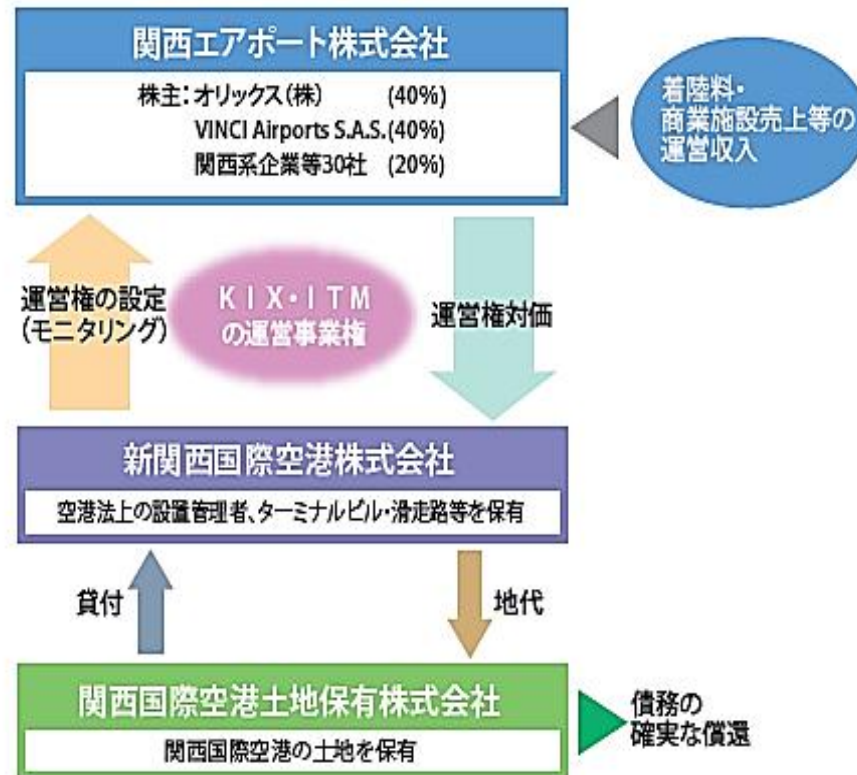 関西エアポート株式会社
株主:オリックス(株) (40%)
VINCI Airports S.A.S.(40%)
関西系企業等30社 (20%)
着陸料・
商業施設売上等の
運営収入
運営権の設定
(モニタリング)
KIX・ITM
の運営事業権
運営権対価
新関西国際空港株式会社
空港法上の設置管理者、ターミナルビル・滑走路等を保有
貸付
地代
関西国際空港土地保有株式会社
関西国際空港の土地を保有
債務の
確実な償還